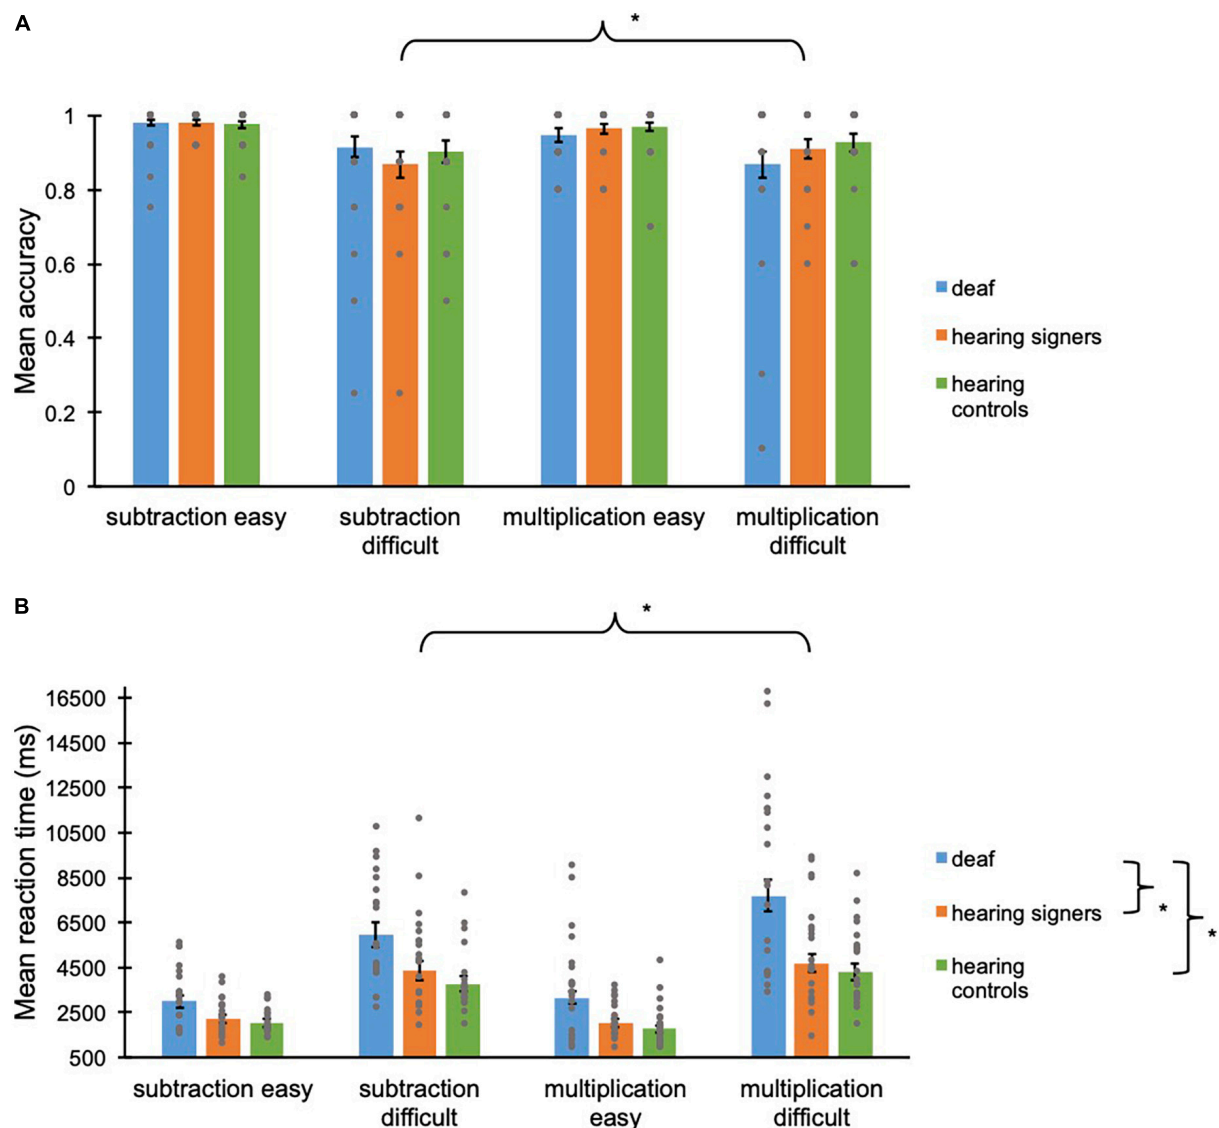 A
*
1
0.8
0.6
0.4
0.2
0
Mean accuracy
subtraction easy
subtraction
difficult
multiplication easy
multiplication
difficult
deaf
hearing signers
hearing
controls
B
*
16500
14500
12500
10500
8500
6500
4500
2500
500
Mean reaction time (ms)
subtraction easy
subtraction
difficult
multiplication
easy
multiplication
difficult
deaf
hearing signers
hearing
controls
*
*